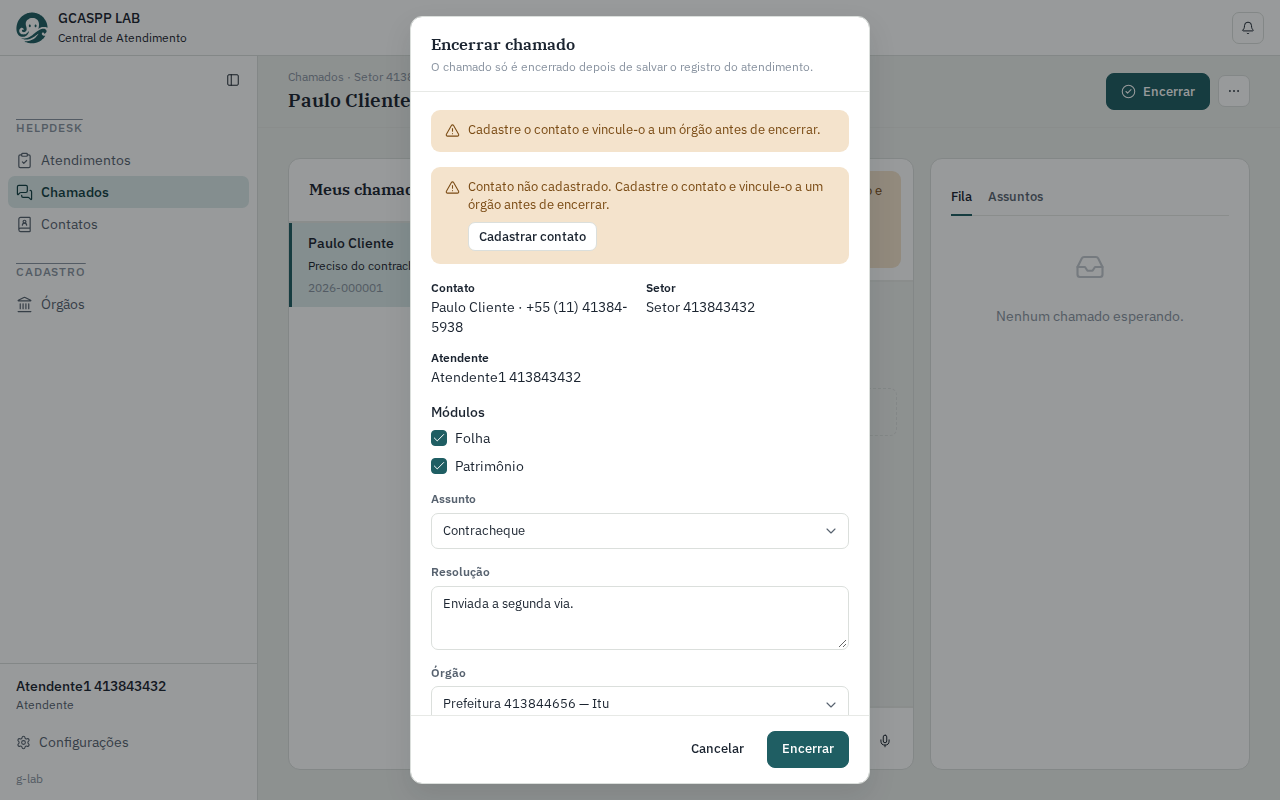 GCASPP LAB
Central de Atendimento
HELPDESK
Atendimentos
Chamados
Contatos
CADASTRO
Órgãos
Atendente1 413843432
Atendente
Configurações
g-lab
Chamados · Setor 4138
Paulo Cliente
Encerrar
Meus chamad
Paulo Cliente
Preciso do contrach
2026-000001
o e
Fila
Assuntos
Nenhum chamado esperando.
Encerrar chamado
O chamado só é encerrado depois de salvar o registro do atendimento.
Cadastre o contato e vincule-o a um órgão antes de encerrar.
Contato não cadastrado. Cadastre o contato e vincule-o a um
órgão antes de encerrar.
Cadastrar contato
Contato
Paulo Cliente · +55 (11) 41384-
5938
Setor
Setor 413843432
Atendente
Atendente1 413843432
Módulos
Folha
Patrimônio
Assunto
Contracheque
Resolução
Enviada a segunda via.
Órgão
Prefeitura 413844656 — Itu
Cancelar
Encerrar